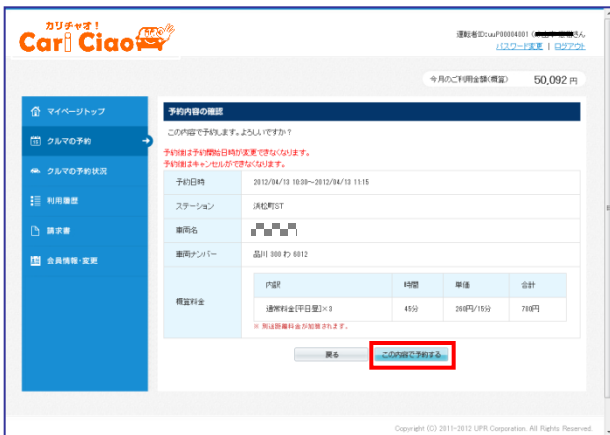 カリチャオ！
Cari Ciao
運転者ID:cuuP00004001
さん
パスワード変更 | ログアウト
今月のご利用金額(概算) 50,092 円
マイページトップ
クルマの予約
クルマの予約状況
利用履歴
請求書
会員情報・変更
予約内容の確認
この内容で予約します。よろしいですか？
予約後は予約開始日時が変更できなくなります。
予約後はキャンセルができなくなります。
予約日時 2012/04/13 10:30～2012/04/13 11:15
ステーション 浜松町ST
車両名
車両ナンバー 品川 300 わ 6012
概算料金
内訳 時間 単価 合計
通常料金[平日昼]×3 45分 260円/15分 780円
※ 別途距離料金が加算されます。
戻る この内容で予約する
Copyright (C) 2011-2012 UPR Corporation. All Rights Reserved.